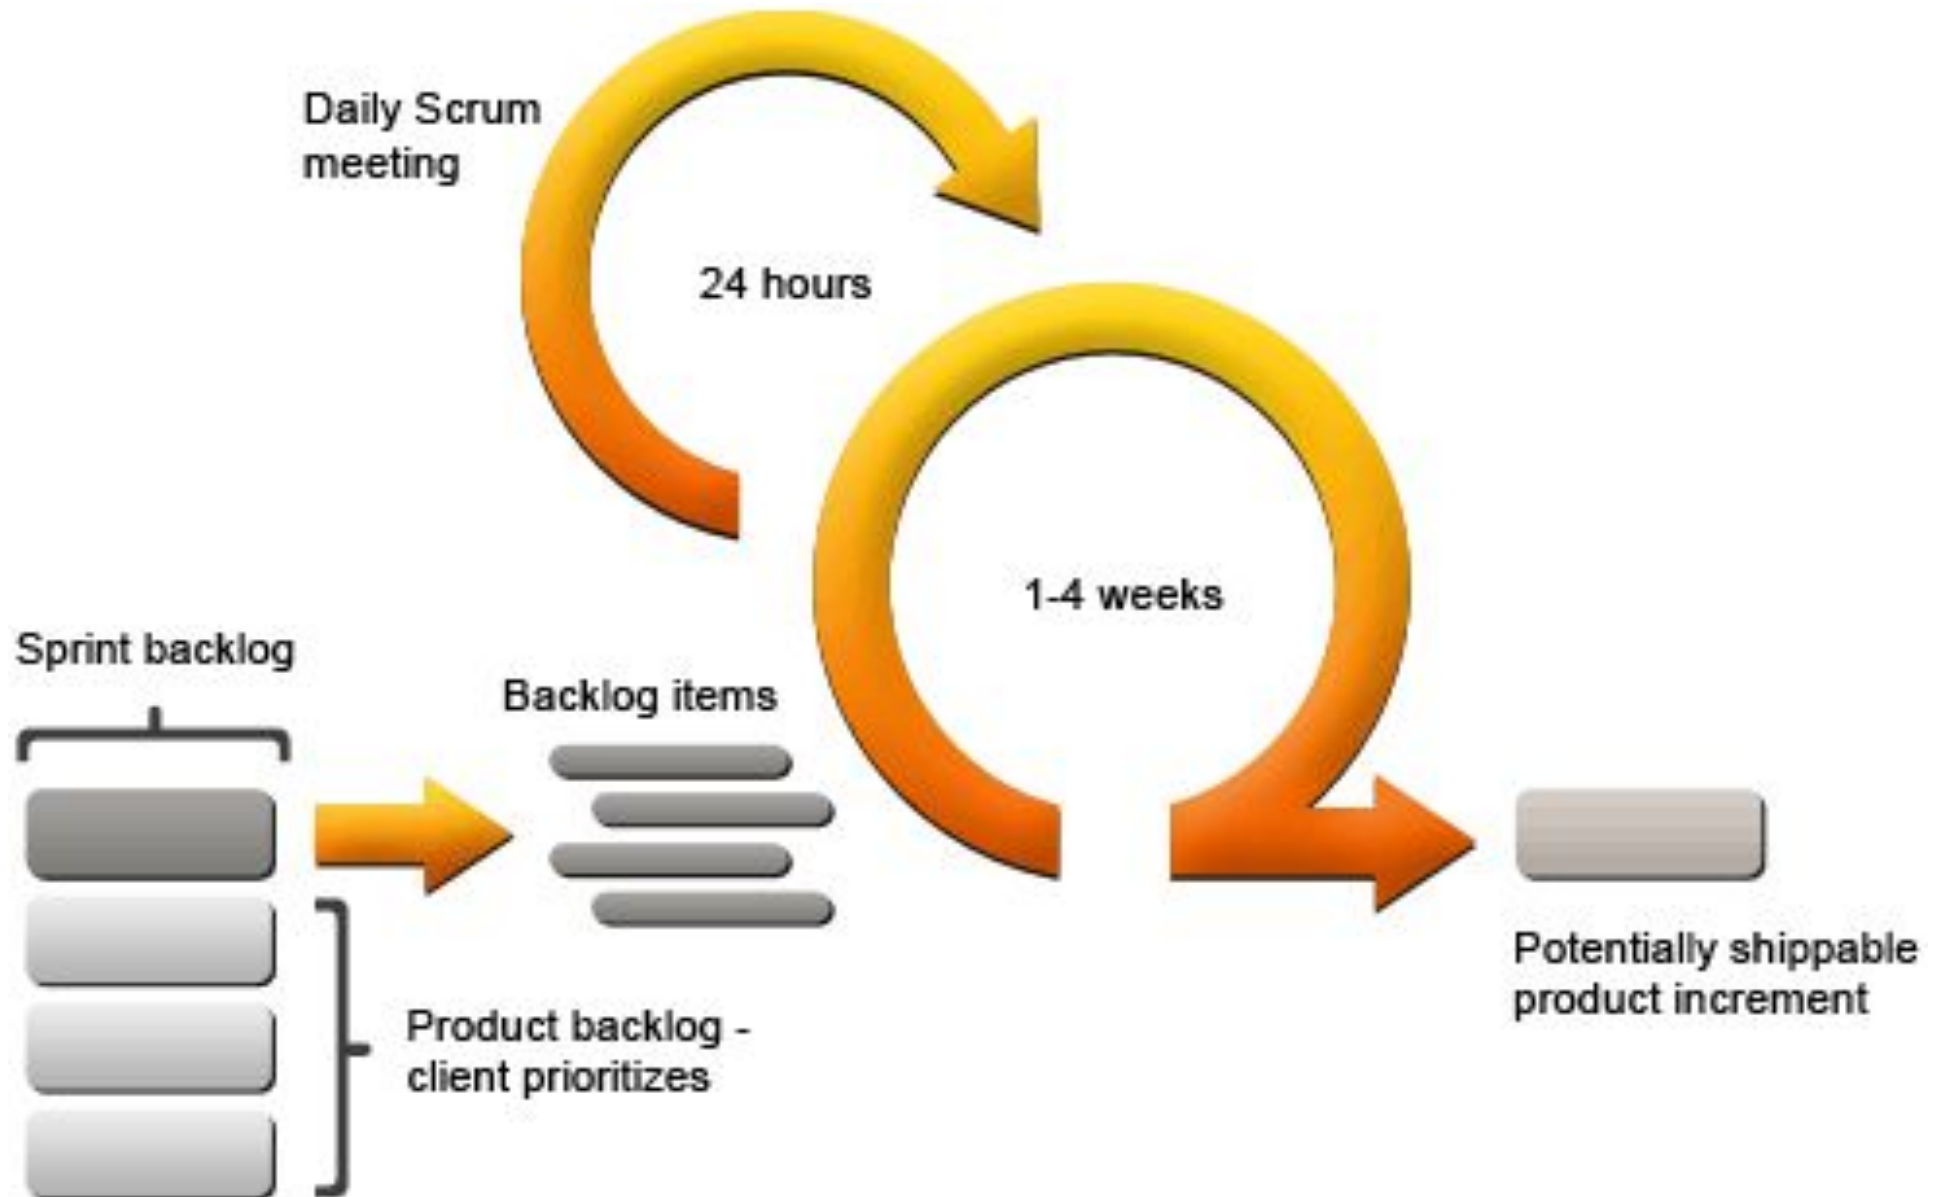 Daily Scrum
meeting
24 hours
1-4 weeks
Sprint backlog
Backlog items
Product backlog -
client prioritizes
Potentially shippable
product increment